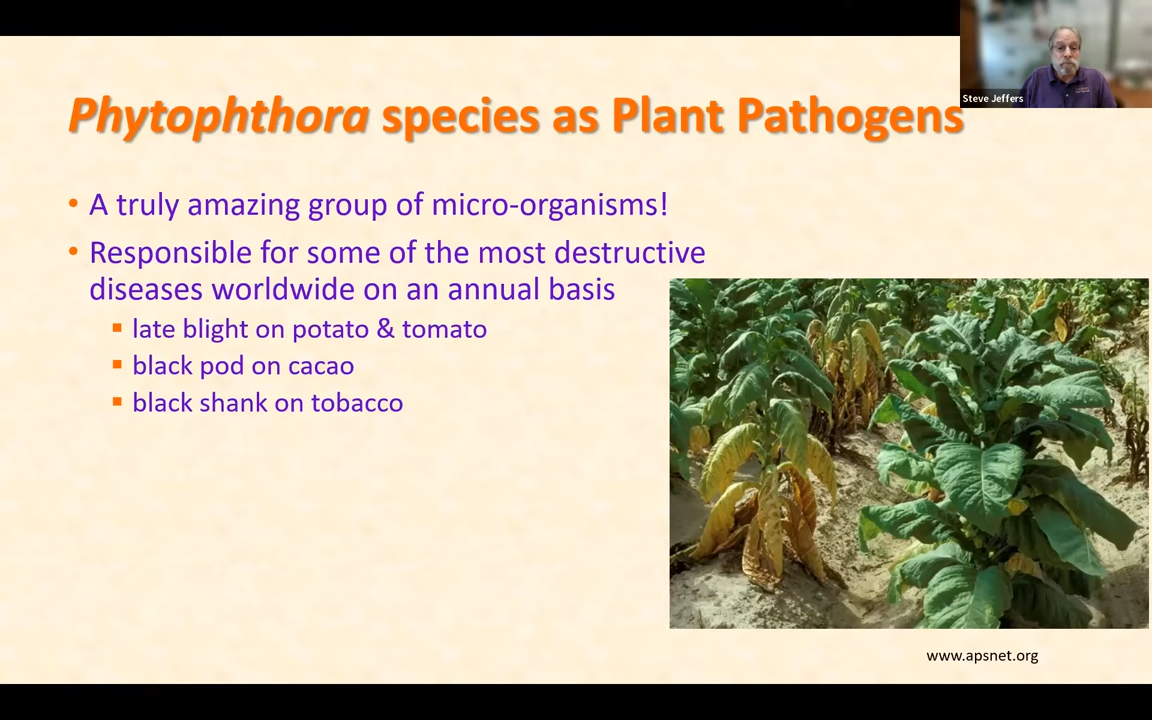 Steve Jeffers
Phytophthora species as Plant Pathogens
• A truly amazing group of micro-organisms!
• Responsible for some of the most destructive
diseases worldwide on an annual basis
▪ late blight on potato & tomato
▪ black pod on cacao
▪ black shank on tobacco
www.apsnet.org